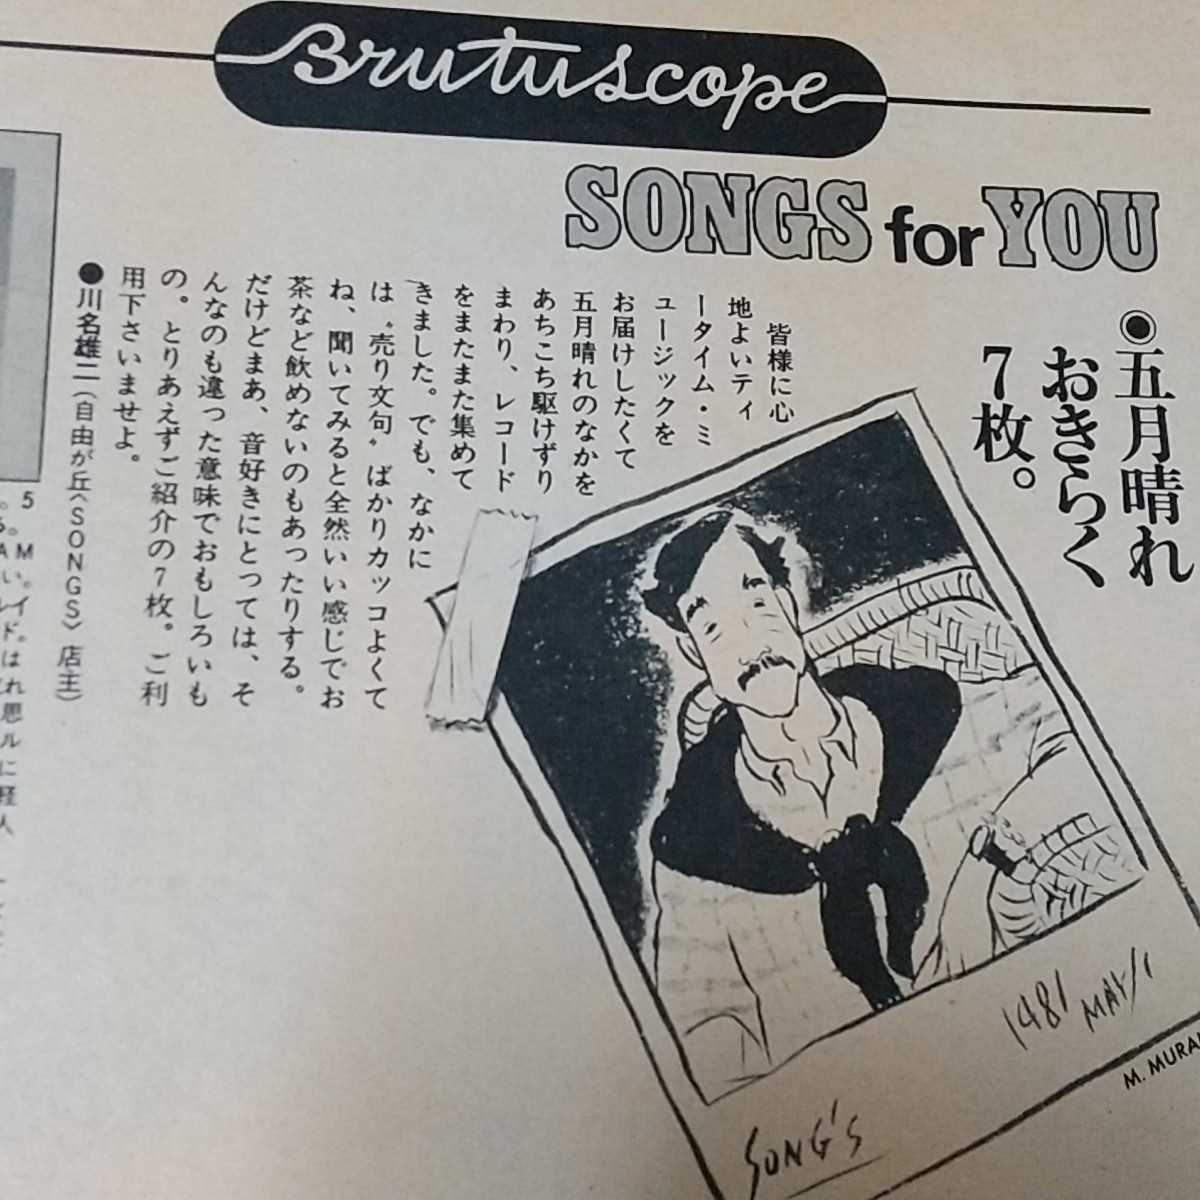 Brutuscope
SONGS for YOU
◉五月晴れ
おきらく
7枚。
皆様に心
地よいティ
ータイム・ミ
ュージックを
お届けしたくて
五月晴れのなかを
あちこち駆けずり
まわり、レコード
をまたまた集めて
きました。でも、なかに
は〝売り文句〟ばかりカッコよくて
ね、聞いてみると全然いい感じでお
茶など飲めないのもあったりする。
だけどまあ、音好きにとっては、そ
んなのも違った意味でおもしろいも
の。とりあえずご紹介の7枚。ご利
用下さいませよ。
●川名雄二(自由が丘〈SONGS〉店主)
1981 MAY/1
SONG'S